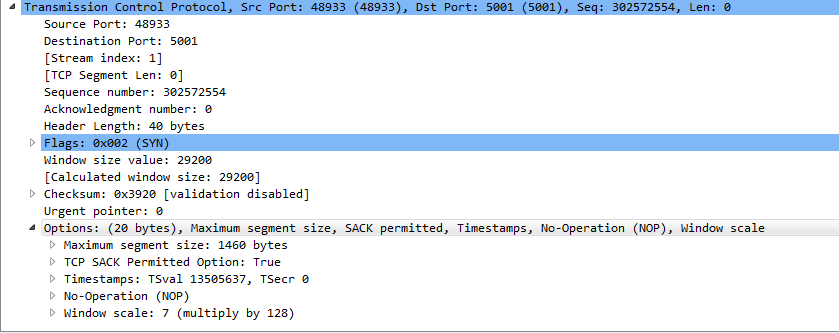 Transmission Control Protocol, Src Port: 48933 (48933), Dst Port: 5001 (5001), Seq: 302572554, Len: 0
Source Port: 48933
Destination Port: 5001
[Stream index: 1]
[TCP Segment Len: 0]
Sequence number: 302572554
Acknowledgment number: 0
Header Length: 40 bytes
Flags: 0x002 (SYN)
Window size value: 29200
[Calculated window size: 29200]
Checksum: 0x3920 [validation disabled]
Urgent pointer: 0
Options: (20 bytes), Maximum segment size, SACK permitted, Timestamps, No-Operation (NOP), Window scale
Maximum segment size: 1460 bytes
TCP SACK Permitted Option: True
Timestamps: TSval 13505637, TSecr 0
No-Operation (NOP)
Window scale: 7 (multiply by 128)